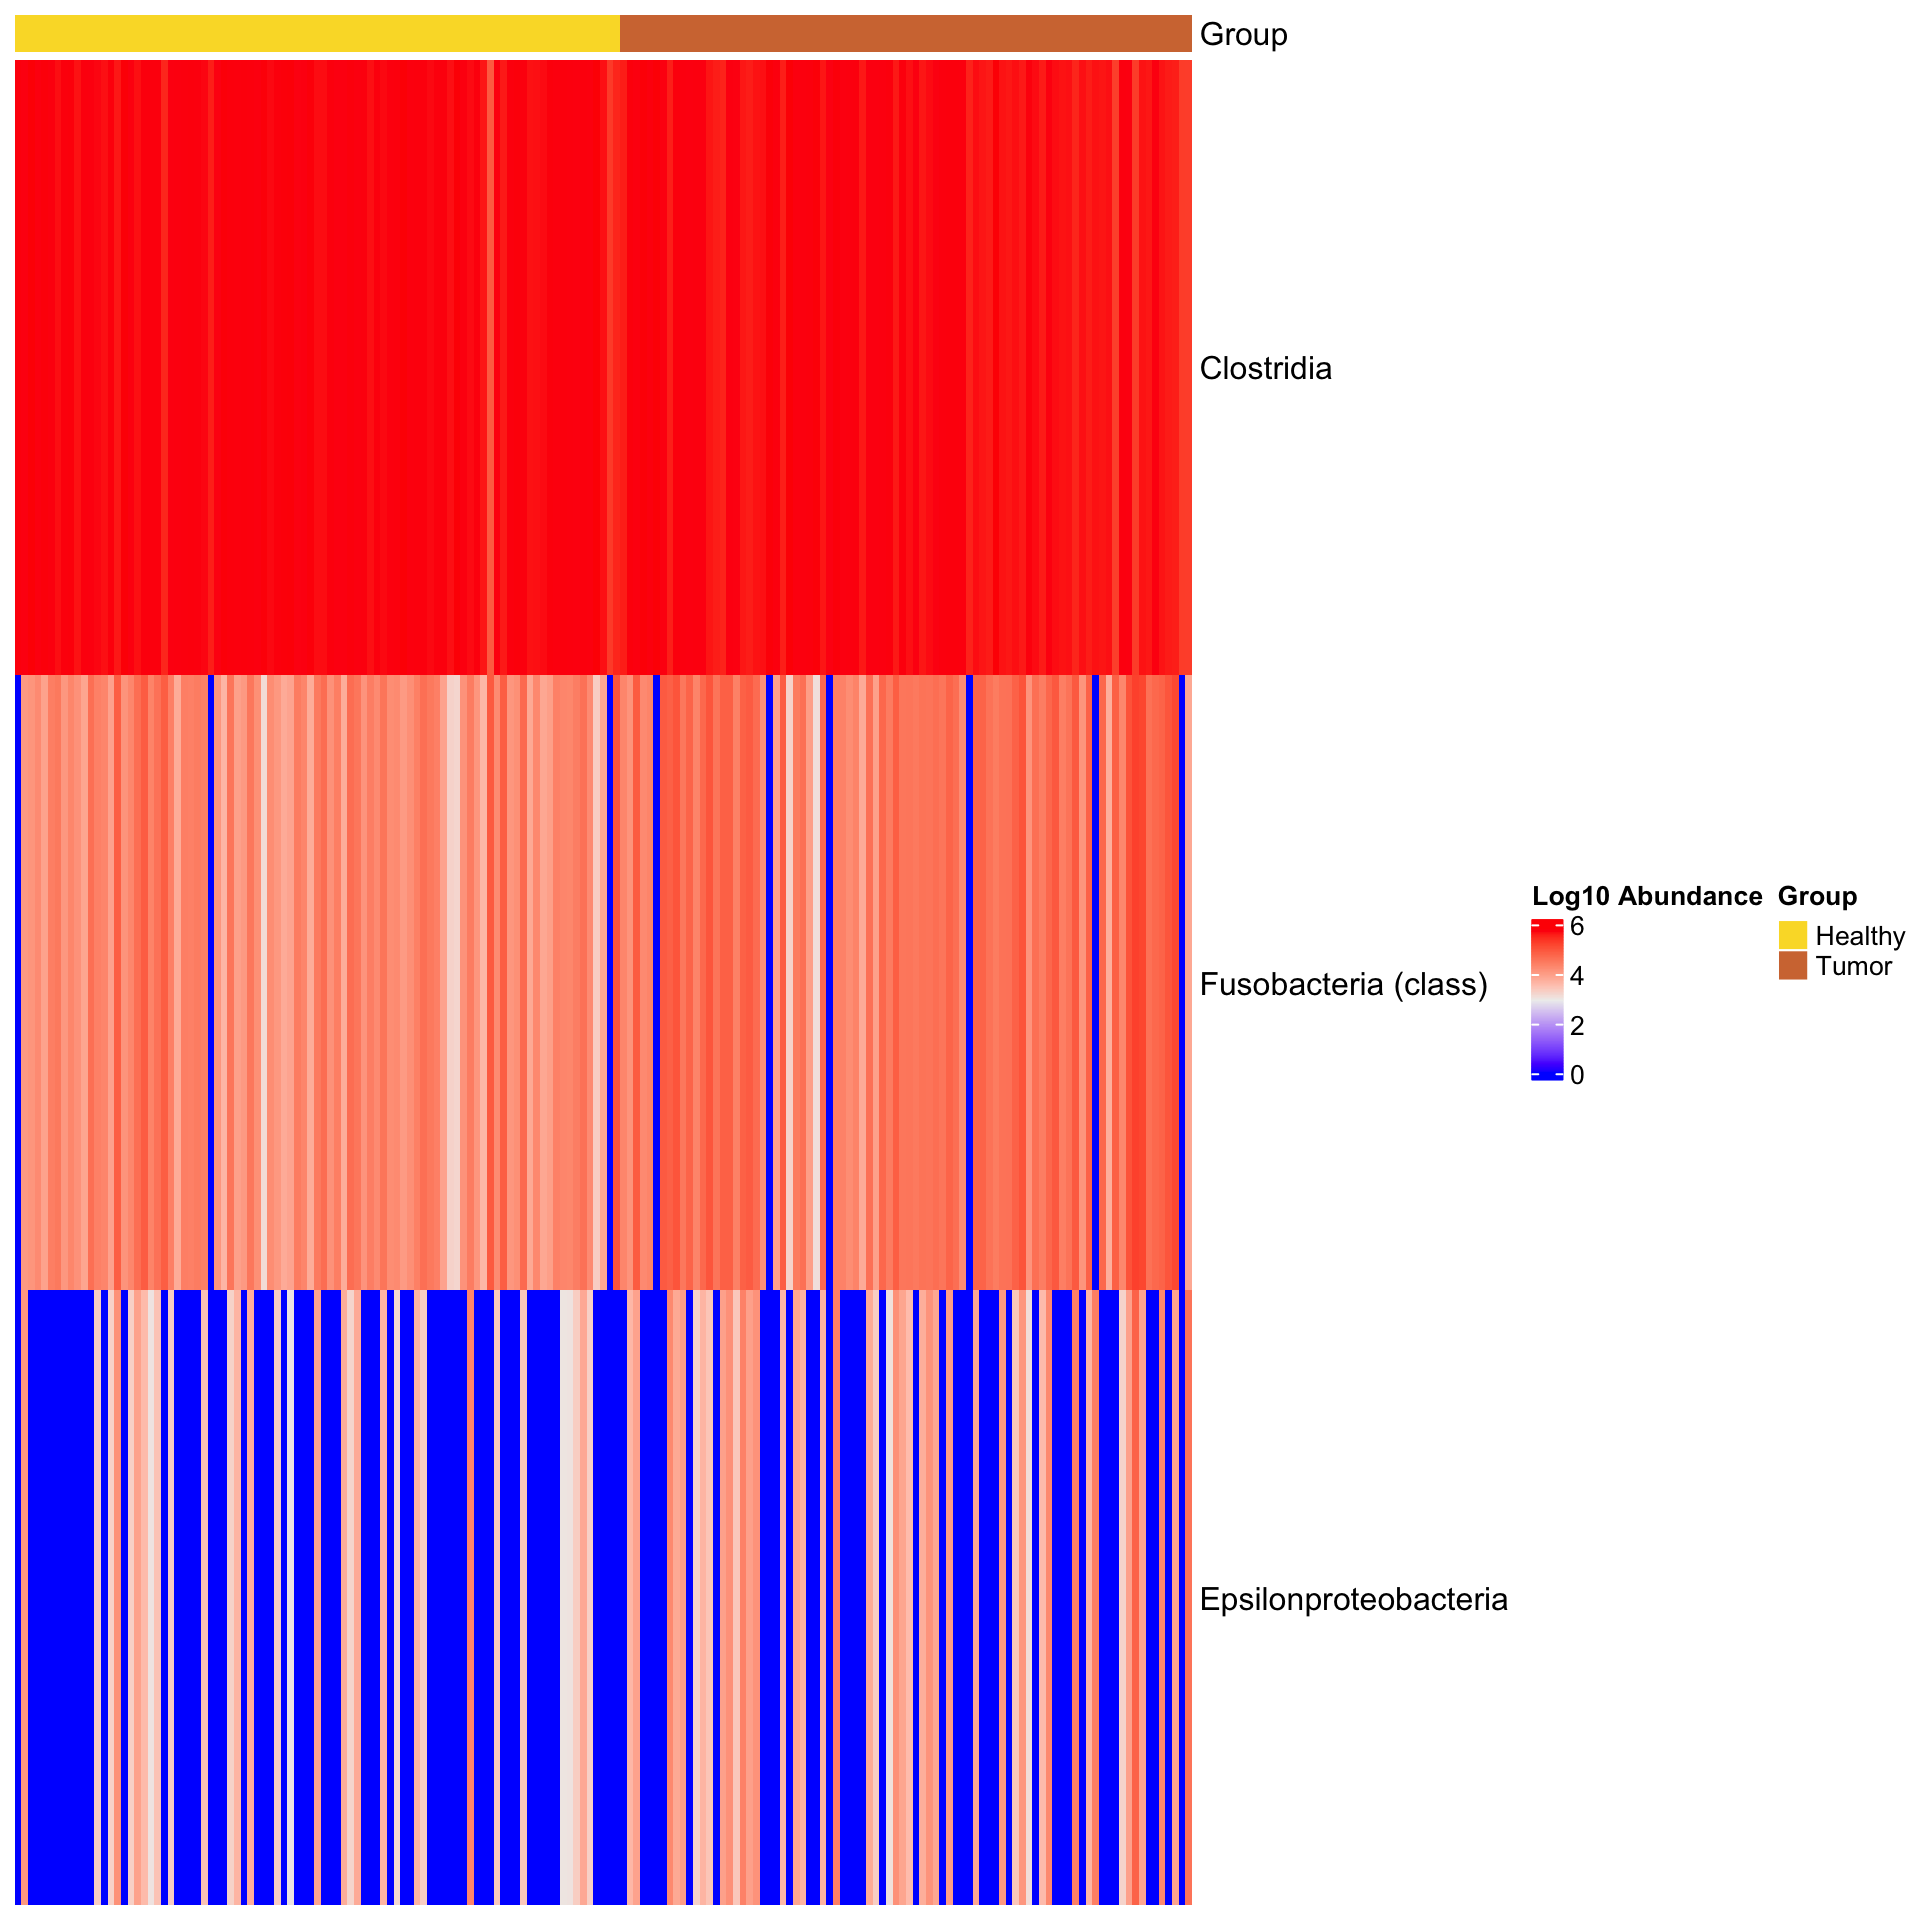 Group
Clostridia
Fusobacteria (class)
Epsilonproteobacteria
Log10 Abundance
6
4
2
0
Group
Healthy
Tumor